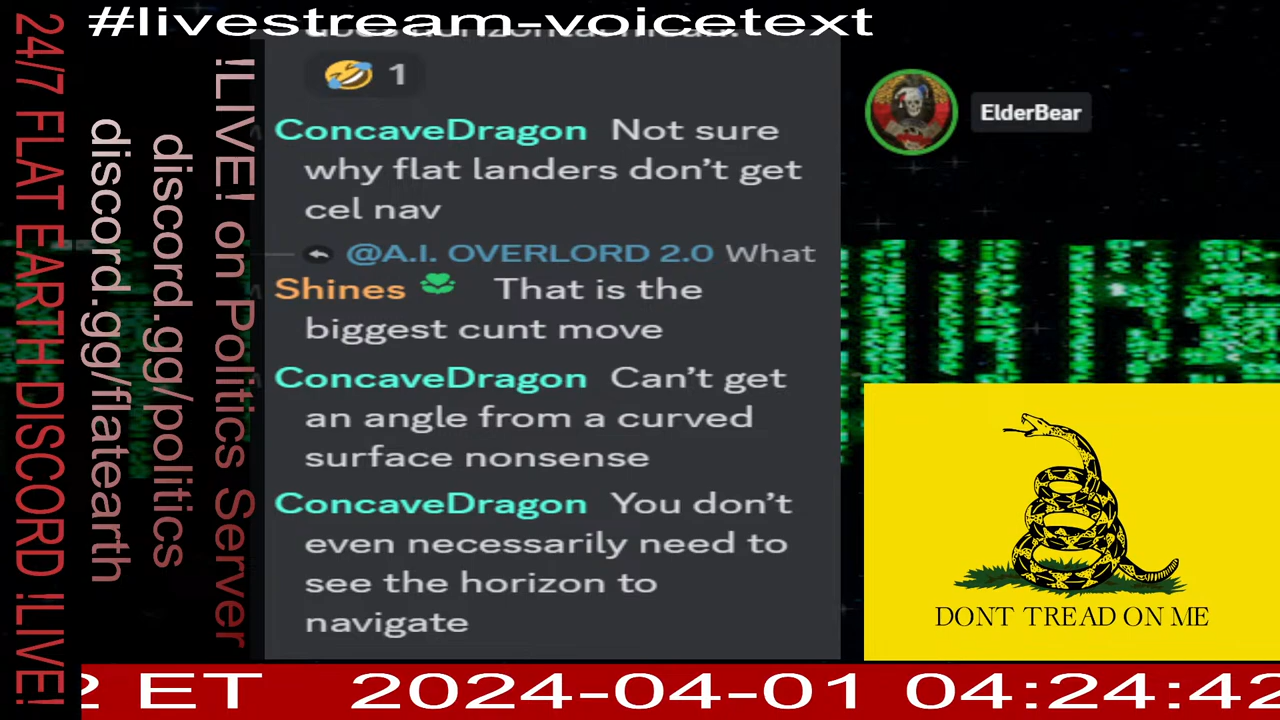 #livestream-voicetext
24/7 FLAT EARTH DISCORD !LIVE!
discord.gg/flatearth
discord.gg/politics
!LIVE! on Politics Server
1
ConcaveDragon Not sure
why flat landers don’t get
cel nav
@A.I. OVERLORD 2.0 What
Shines That is the
biggest cunt move
ConcaveDragon Can’t get
an angle from a curved
surface nonsense
ConcaveDragon You don’t
even necessarily need to
see the horizon to
navigate
ElderBear
DONT TREAD ON ME
2 ET 2024-04-01 04:24:42